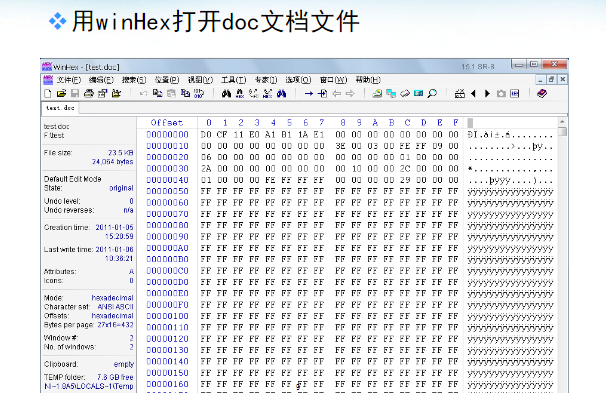 用winHex打开doc文档文件
WinHex - [test.doc]
文件(F) 编辑(E) 搜索(S) 位置(P) 视图(V) 工具(T) 专家(I) 选项(O) 窗口(W) 帮助(H) 15.1 SR-8
test.doc
Offset 0 1 2 3 4 5 6 7 8 9 A B C D E F
test.doc
F:\test
File size: 23.5 KB
24,064 bytes
Default Edit Mode
State: original
Undo level: 0
Undo reverses: n/a
Creation time: 2011-01-05
15:20:59
Last write time: 2011-01-06
10:36:21
Attributes: A
Icons: 0
Mode: hexadecimal
Character set: ANSI ASCII
Offsets: hexadecimal
Bytes per page: 27x16=432
Window #: 2
No. of windows: 2
Clipboard: empty
TEMP folder: 7.6 GB free
NI~1.8A5\LOCALS~1\Temp
00000000 D0 CF 11 E0 A1 B1 1A E1 00 00 00 00 00 00 00 00
00000010 00 00 00 00 00 00 00 00 3E 00 03 00 FE FF 09 00
00000020 06 00 00 00 00 00 00 00 00 00 00 00 01 00 00 00
00000030 2A 00 00 00 00 00 00 00 00 10 00 00 2C 00 00 00
00000040 01 00 00 00 FE FF FF FF 00 00 00 00 29 00 00 00
00000050 FF FF FF FF FF FF FF FF FF FF FF FF FF FF FF FF
00000060 FF FF FF FF FF FF FF FF FF FF FF FF FF FF FF FF
00000070 FF FF FF FF FF FF FF FF FF FF FF FF FF FF FF FF
00000080 FF FF FF FF FF FF FF FF FF FF FF FF FF FF FF FF
00000090 FF FF FF FF FF FF FF FF FF FF FF FF FF FF FF FF
000000A0 FF FF FF FF FF FF FF FF FF FF FF FF FF FF FF FF
000000B0 FF FF FF FF FF FF FF FF FF FF FF FF FF FF FF FF
000000C0 FF FF FF FF FF FF FF FF FF FF FF FF FF FF FF FF
000000D0 FF FF FF FF FF FF FF FF FF FF FF FF FF FF FF FF
000000E0 FF FF FF FF FF FF FF FF FF FF FF FF FF FF FF FF
000000F0 FF FF FF FF FF FF FF FF FF FF FF FF FF FF FF FF
00000100 FF FF FF FF FF FF FF FF FF FF FF FF FF FF FF FF
00000110 FF FF FF FF FF FF FF FF FF FF FF FF FF FF FF FF
00000120 FF FF FF FF FF FF FF FF FF FF FF FF FF FF FF FF
00000130 FF FF FF FF FF FF FF FF FF FF FF FF FF FF FF FF
00000140 FF FF FF FF FF FF FF FF FF FF FF FF FF FF FF FF
00000150 FF FF FF FF FF FF FF FF FF FF FF FF FF FF FF FF
00000160 FF FF FF FF FF FF FF FF FF FF FF FF FF FF FF FF